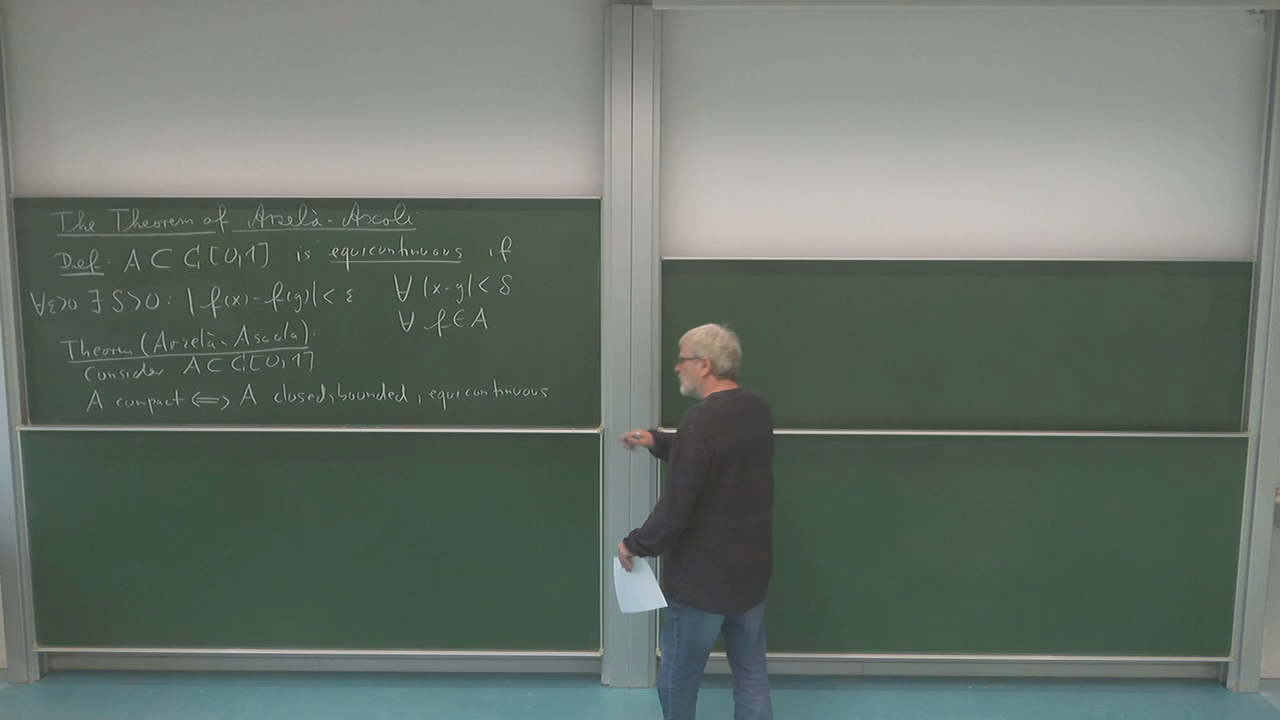 The Theorem of Arzelà-Ascoli
Def. A ⊂ C[0,1] is equicontinuous if
∀ε>0 ∃ δ>0: |f(x)-f(y)| < ε ∀ |x-y| < δ
∀ f∈A
Theorem (Arzelà-Ascola):
Consider A ⊂ C[0,1]
A compact ⟺ A closed, bounded, equicontinuous